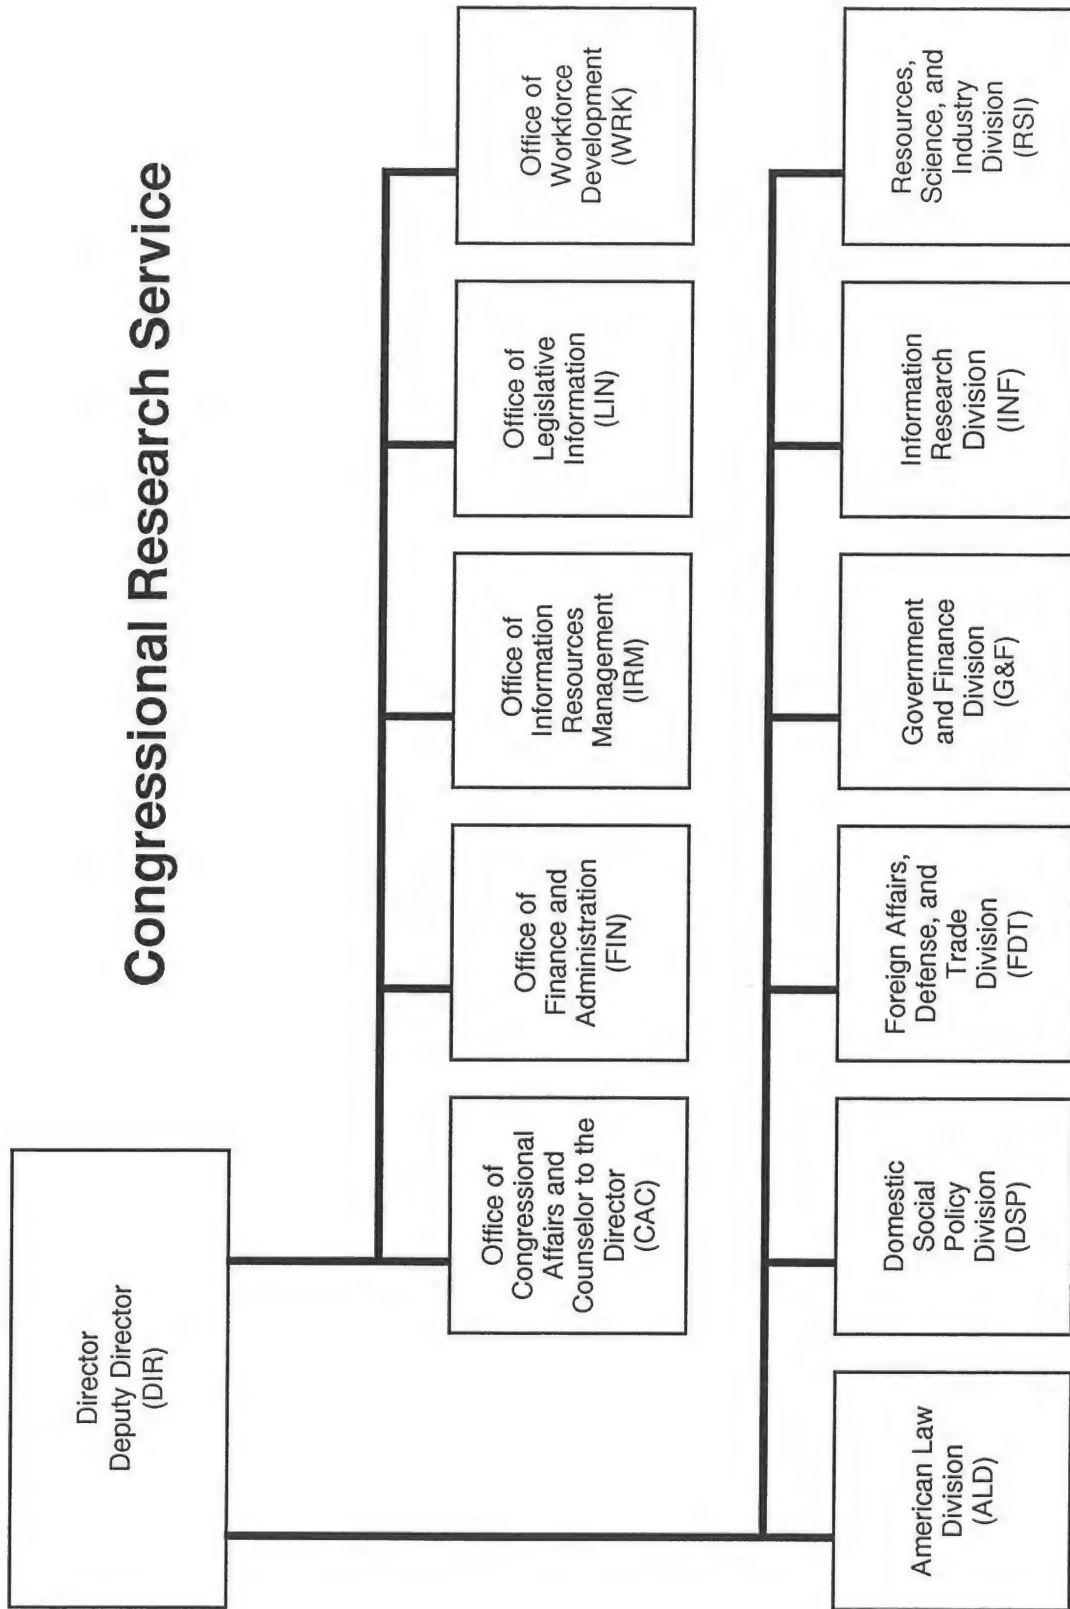 Congressional Research Service
Director
Deputy Director
(DIR)
Office of
Congressional
Affairs and
Counselor to the
Director
(CAC)
Office of
Finance and
Administration
(FIN)
Office of
Information
Resources
Management
(IRM)
Office of
Legislative
Information
(LIN)
Office of
Workforce
Development
(WRK)
American Law
Division
(ALD)
Domestic
Social
Policy
Division
(DSP)
Foreign Affairs,
Defense, and
Trade
Division
(FDT)
Government
and Finance
Division
(G&F)
Information
Research
Division
(INF)
Resources,
Science, and
Industry
Division
(RSI)